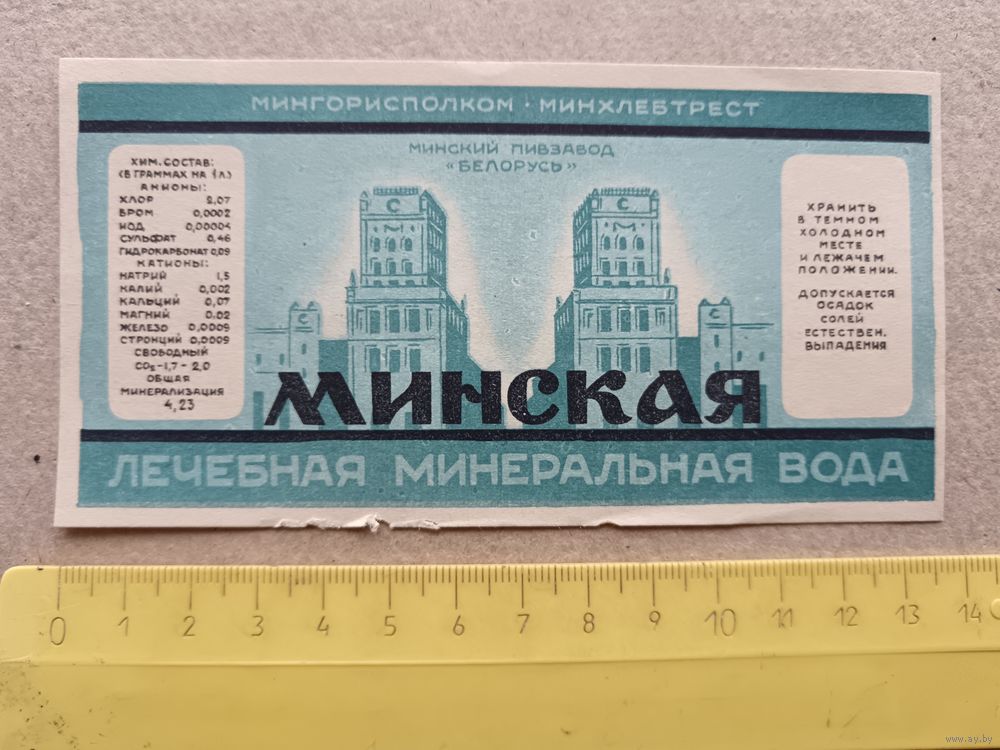 МИНГОРИСПОЛКОМ · МИНХЛЕБТРЕСТ
МИНСКИЙ ПИВЗАВОД
«БЕЛОРУСЬ»
ХИМ. СОСТАВ:
(В ГРАММАХ НА 1Л)
АНИОНЫ:
ХЛОР 2,07
БРОМ 0,0002
ИОД 0,00004
СУЛЬФАТ 0,46
ГИДРОКАРБОНАТ 0,09
КАТИОНЫ:
НАТРИЙ 1,5
КАЛИЙ 0,002
КАЛЬЦИЙ 0,07
МАГНИЙ 0.02
ЖЕЛЕЗО 0,0009
СТРОНЦИЙ 0,0009
СВОБОДНЫЙ
CO₂-1,7-2,0
ОБЩАЯ
МИНЕРАЛИЗАЦИЯ
4,23
С М
С М
С
МИНСКАЯ
ХРАНИТЬ
В ТЕМНОМ
ХОЛОДНОМ
МЕСТЕ
И ЛЕЖАЧЕМ
ПОЛОЖЕНИИ.
ДОПУСКАЕТСЯ
ОСАДОК
СОЛЕЙ
ЕСТЕСТВЕН.
ВЫПАДЕНИЯ
ЛЕЧЕБНАЯ МИНЕРАЛЬНАЯ ВОДА
0 1 2 3 4 5 6 7 8 9 10 11 12 13 14
www.ay.by